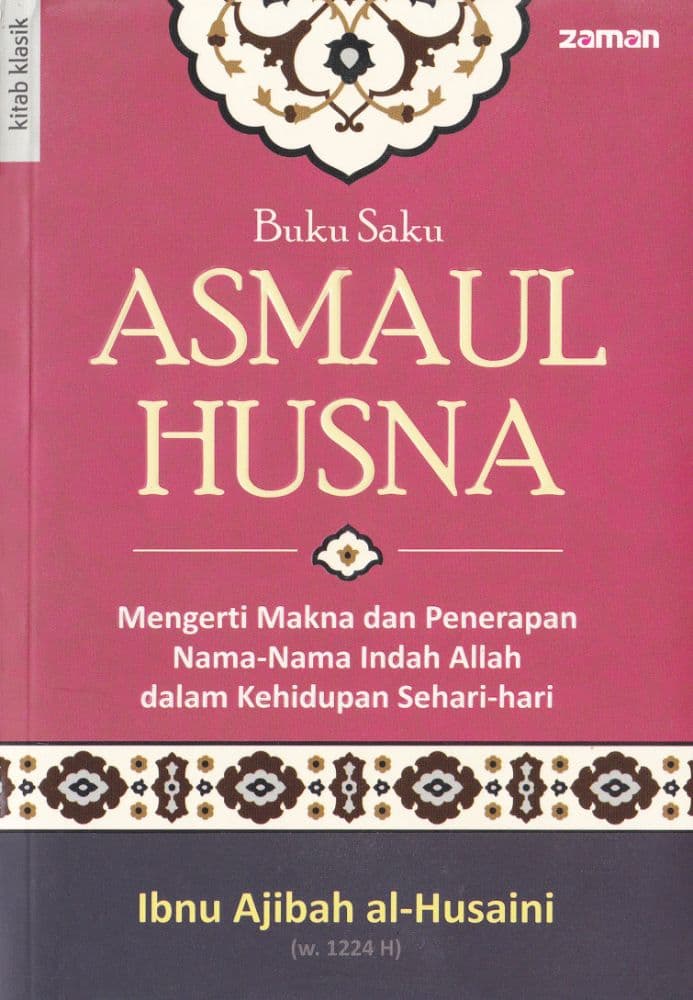 kitab klasik
zaman
Buku Saku
ASMAUL
HUSNA
Mengerti Makna dan Penerapan
Nama-Nama Indah Allah
dalam Kehidupan Sehari-hari
Ibnu Ajibah al-Husaini
(w. 1224 H)